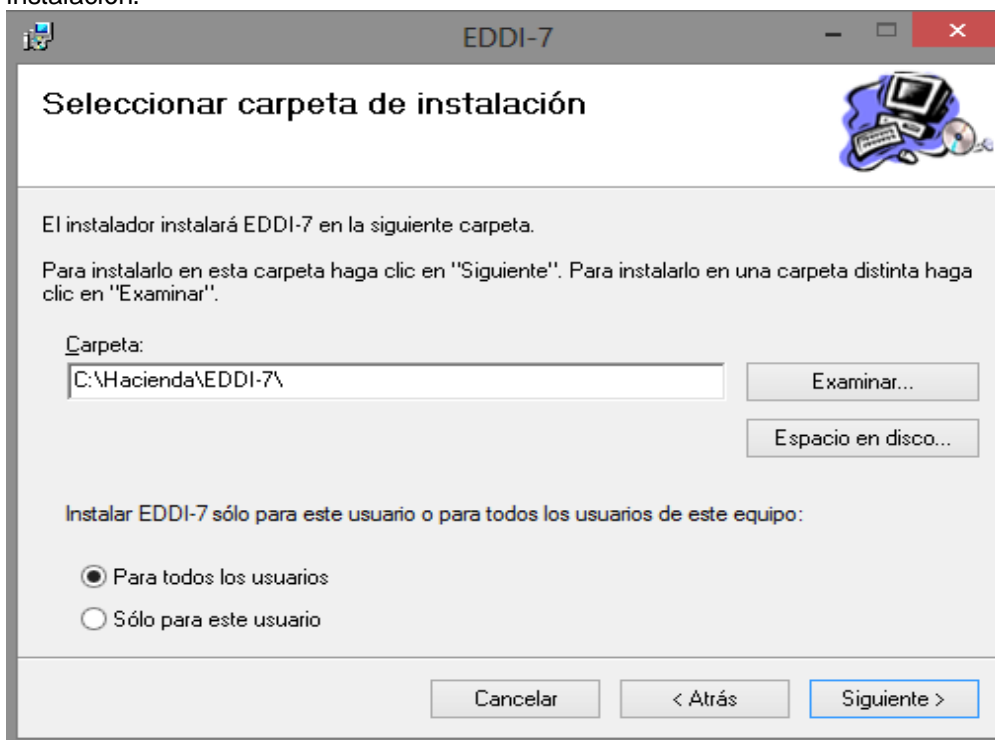 instalación.
EDDI-7
Seleccionar carpeta de instalación
El instalador instalará EDDI-7 en la siguiente carpeta.
Para instalarlo en esta carpeta haga clic en "Siguiente". Para instalarlo en una carpeta distinta haga
clic en "Examinar".
Carpeta:
C:\Hacienda\EDDI-7\
Examinar...
Espacio en disco...
Instalar EDDI-7 sólo para este usuario o para todos los usuarios de este equipo:
Para todos los usuarios
Sólo para este usuario
Cancelar
< Atrás
Siguiente >